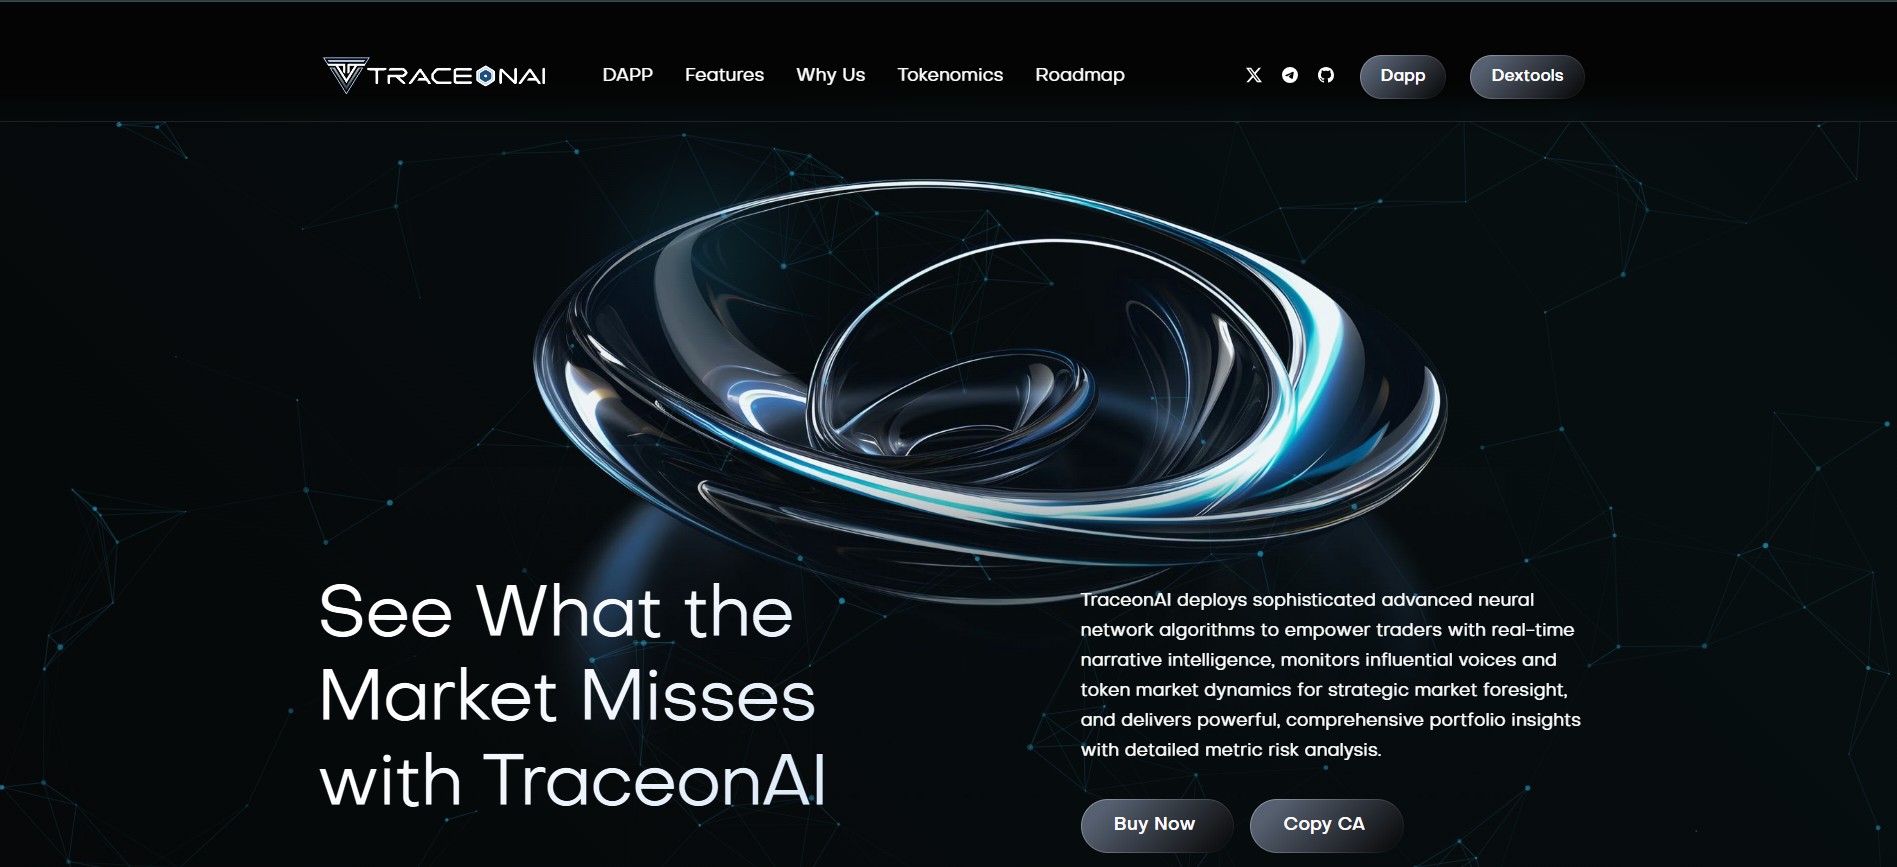 TRACEONAI
DAPP
Features
Why Us
Tokenomics
Roadmap
Dapp
Dextools
See What the
Market Misses
with TraceonAI
TraceonAI deploys sophisticated advanced neural
network algorithms to empower traders with real-time
narrative intelligence, monitors influential voices and
token market dynamics for strategic market foresight,
and delivers powerful, comprehensive portfolio insights
with detailed metric risk analysis.
Buy Now
Copy CA